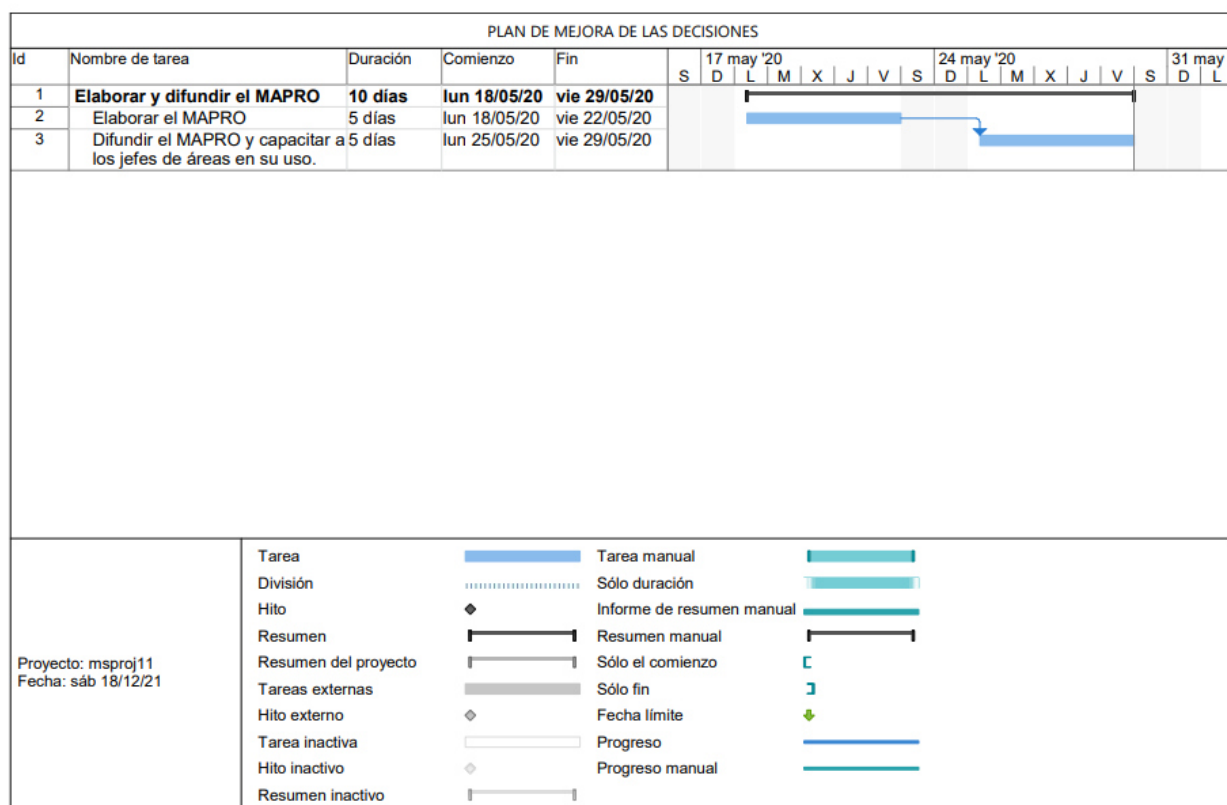 PLAN DE MEJORA DE LAS DECISIONES
Id Nombre de tarea Duración Comienzo Fin 17 may '20 24 may '20 31 may
S D L M X J V S D L M X J V S D L
1 Elaborar y difundir el MAPRO 10 días lun 18/05/20 vie 29/05/20
2 Elaborar el MAPRO 5 días lun 18/05/20 vie 22/05/20
3 Difundir el MAPRO y capacitar a 5 días lun 25/05/20 vie 29/05/20
los jefes de áreas en su uso.
Proyecto: msproj11
Fecha: sáb 18/12/21
Tarea
División
Hito
Resumen
Resumen del proyecto
Tareas externas
Hito externo
Tarea inactiva
Hito inactivo
Resumen inactivo
Tarea manual
Sólo duración
Informe de resumen manual
Resumen manual
Sólo el comienzo
Sólo fin
Fecha límite
Progreso
Progreso manual